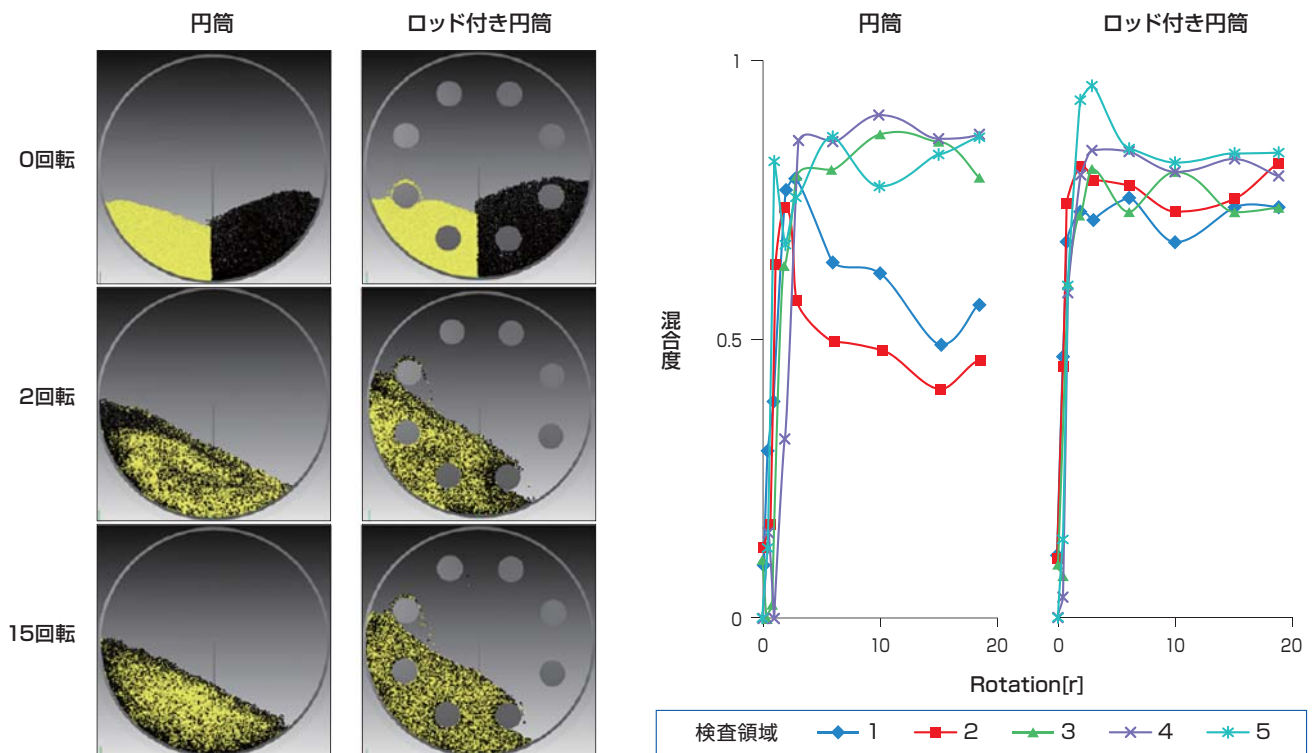 円筒
ロッド付き円筒
0回転
2回転
15回転
円筒
ロッド付き円筒
混合度
1
0.5
0
0
10
20
0
10
20
Rotation[r]
検査領域 1 2 3 4 5